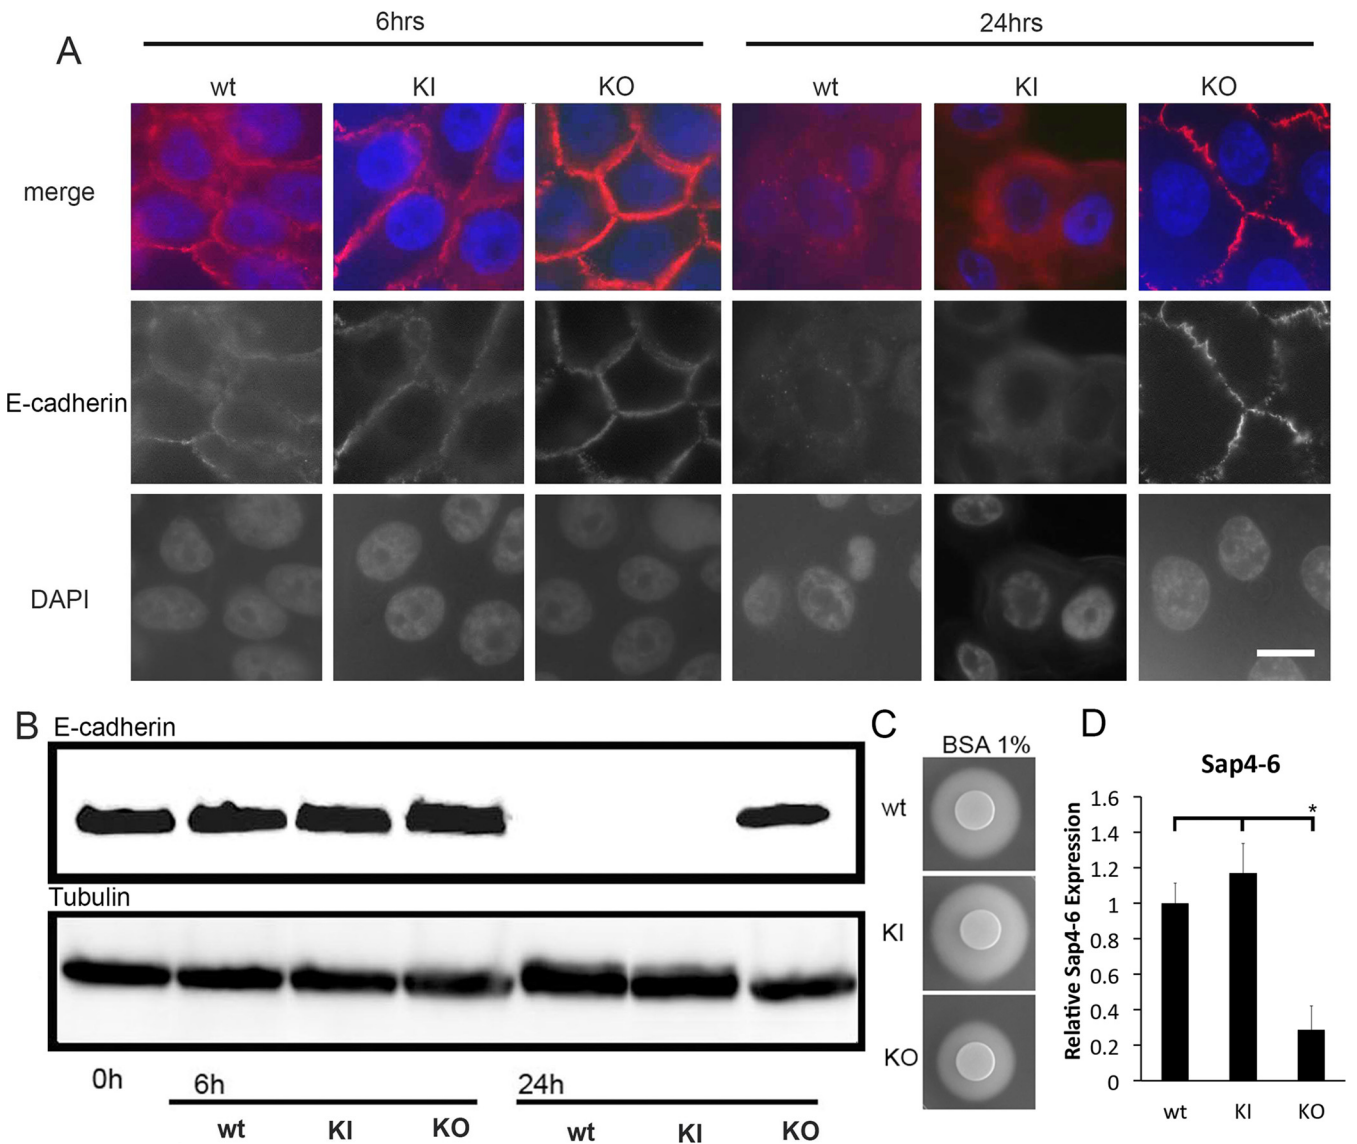 A
6hrs
24hrs
wt KI KO wt KI KO
merge
E-cadherin
DAPI
B
E-cadherin
Tubulin
0h 6h 24h
wt KI KO wt KI KO
C
BSA 1%
wt
KI
KO
D
Sap4-6
Relative Sap4-6 Expression
1.6
1.4
1.2
1
0.8
0.6
0.4
0.2
0
*
wt KI KO